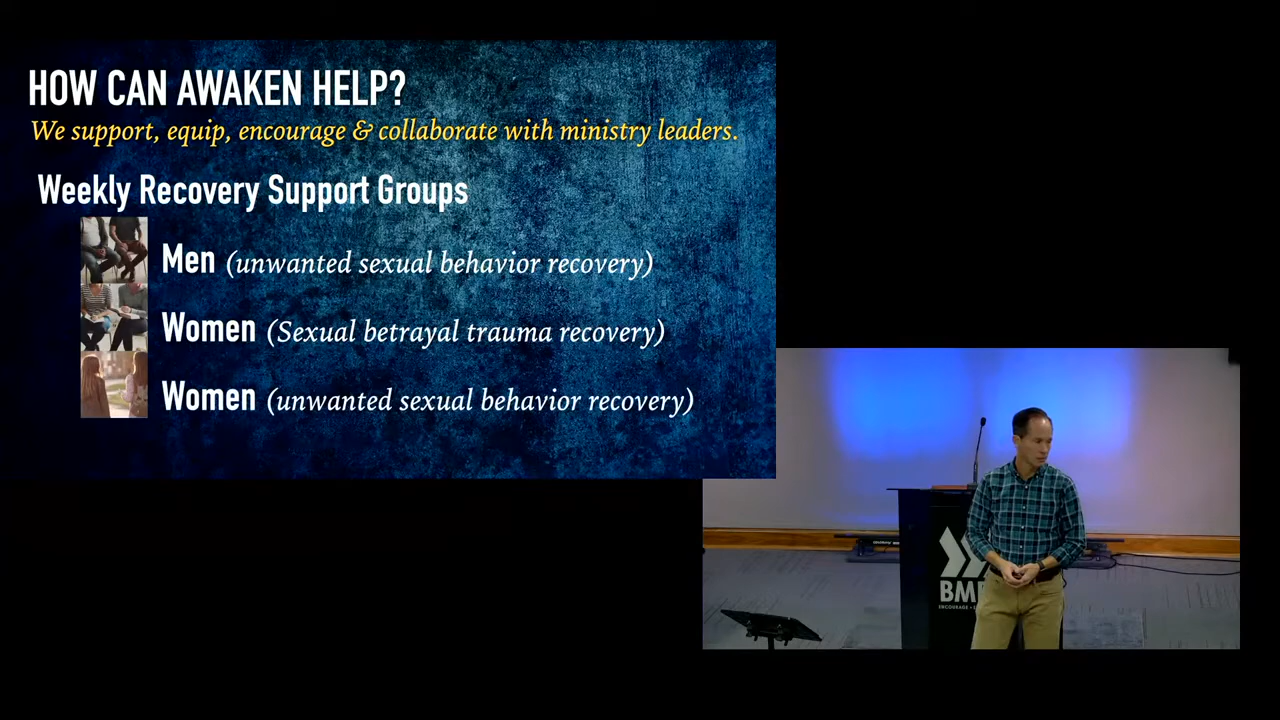 HOW CAN AWAKEN HELP?
We support, equip, encourage & collaborate with ministry leaders.
Weekly Recovery Support Groups
Men (unwanted sexual behavior recovery)
Women (Sexual betrayal trauma recovery)
Women (unwanted sexual behavior recovery)
ENCOURAGE